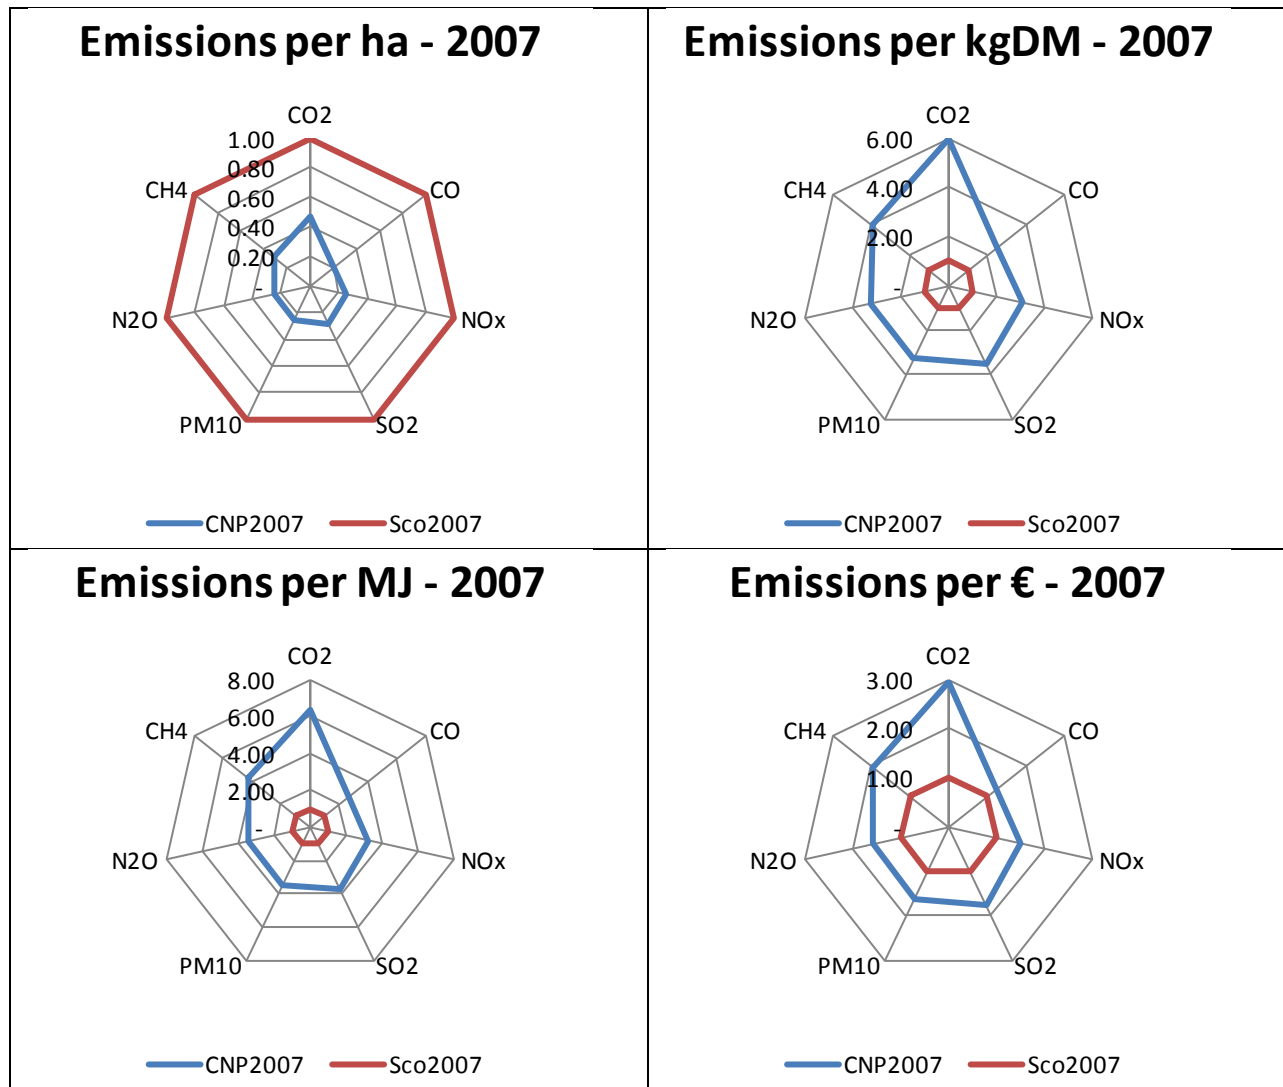 Emissions per ha - 2007
CO2
1.00
0.80
0.60
0.40
0.20
-
CH4
CO
N2O
NOx
PM10
SO2
CNP2007
Sco2007
Emissions per kgDM - 2007
CO2
6.00
4.00
2.00
-
CH4
CO
N2O
NOx
PM10
SO2
CNP2007
Sco2007
Emissions per MJ - 2007
CO2
8.00
6.00
4.00
2.00
-
CH4
CO
N2O
NOx
PM10
SO2
CNP2007
Sco2007
Emissions per € - 2007
CO2
3.00
2.00
1.00
-
CH4
CO
N2O
NOx
PM10
SO2
CNP2007
Sco2007